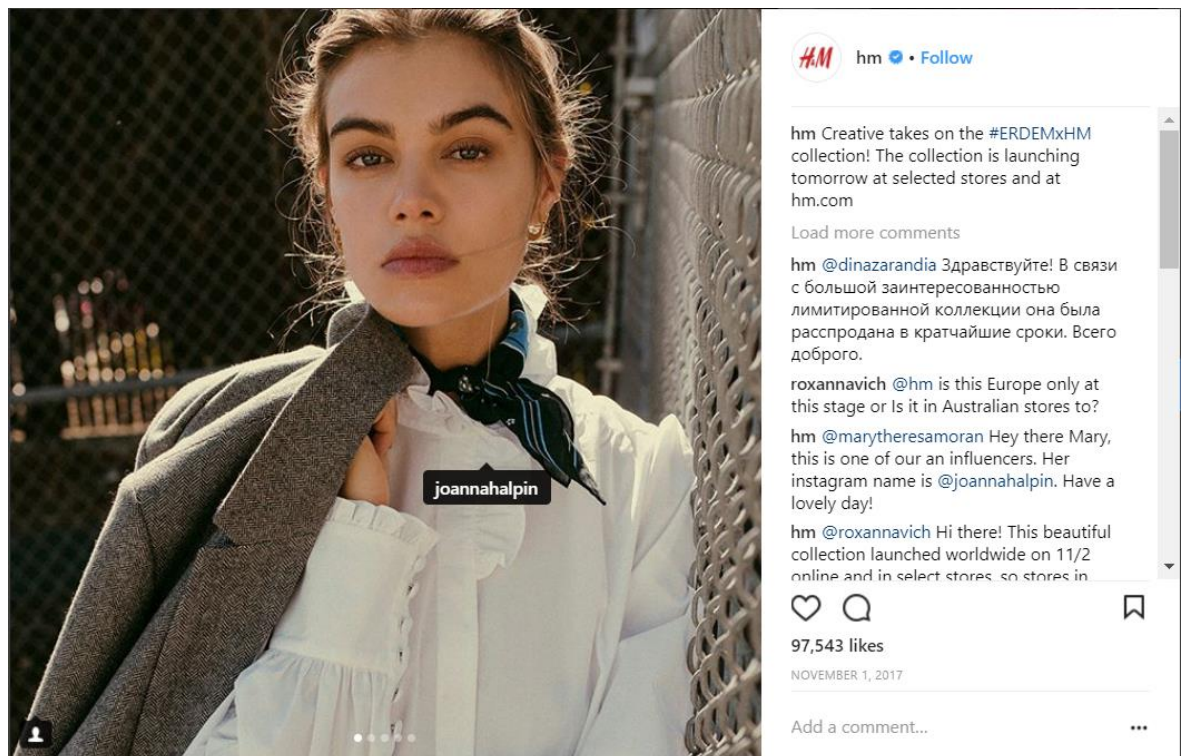 joannahalpin
H&M
hm • Follow
hm Creative takes on the #ERDEMxHM
collection! The collection is launching
tomorrow at selected stores and at
hm.com
Load more comments
hm @dinazarandia Здравствуйте! В связи
с большой заинтересованностью
лимитированной коллекции она была
расспродана в кратчайшие сроки. Всего
доброго.
roxannavich @hm is this Europe only at
this stage or Is it in Australian stores to?
hm @marytheresamoran Hey there Mary,
this is one of our an influencers. Her
instagram name is @joannahalpin. Have a
lovely day!
hm @roxannavich Hi there! This beautiful
collection launched worldwide on 11/2
online and in select stores, so stores in
97,543 likes
NOVEMBER 1, 2017
Add a comment...